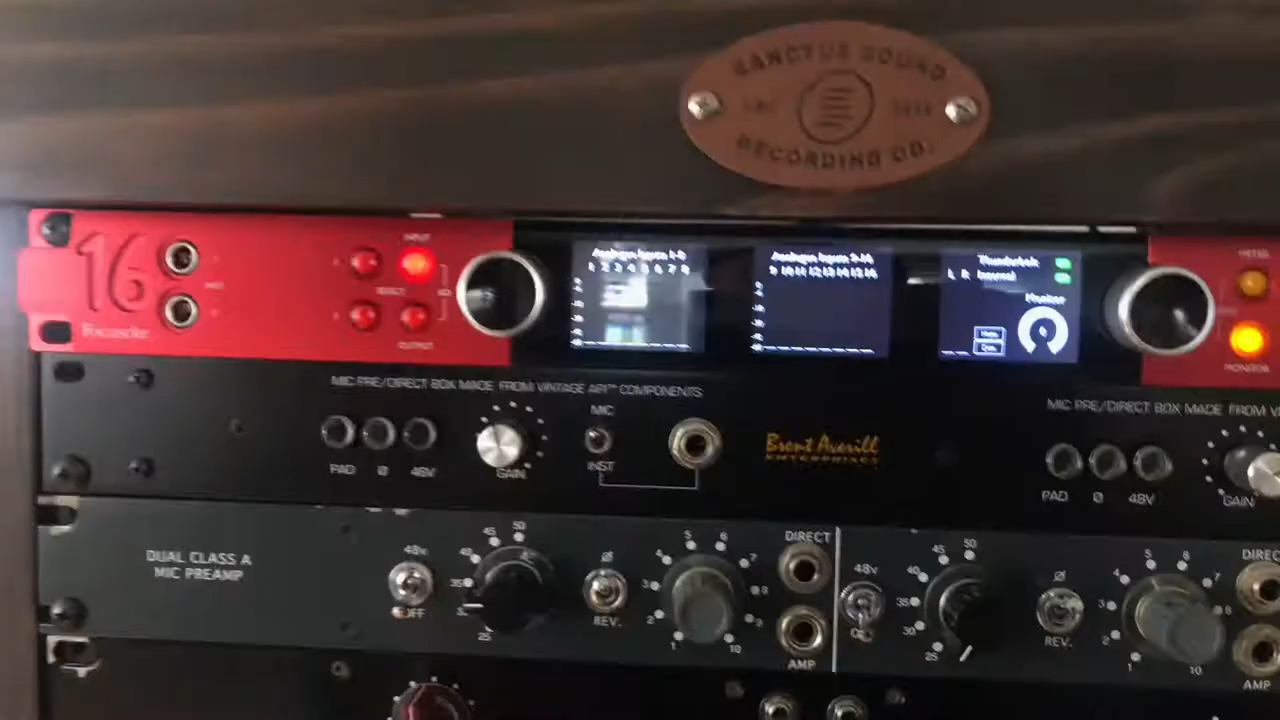 SANCTUS SOUND
RECORDING CO.
16
Focusrite
INPUT
OUTPUT
Analogue Inputs 1-8
1 2 3 4 5 6 7 8
Analogue Inputs 9-16
9 10 11 12 13 14 15 16
Thunderbolt
L R Internal
Monitor
METER
MONITOR
MIC PRE/DIRECT BOX MADE FROM VINTAGE API™ COMPONENTS
PAD Ø 48V
GAIN
MIC
INST
Brent Averill
ENTERPRISES
MIC PRE/DIRECT BOX MADE FROM V
PAD Ø 48V
GAIN
DUAL CLASS A
MIC PREAMP
48v
OFF
25 35 40 45 50
Ø
REV.
1 2 3 4 5 6 7 8 9 10
DIRECT
AMP
48v
25 30 35 40 45 50
Ø
REV.
1 2 3 4 5 6 7 8 10
DIREC
AMP